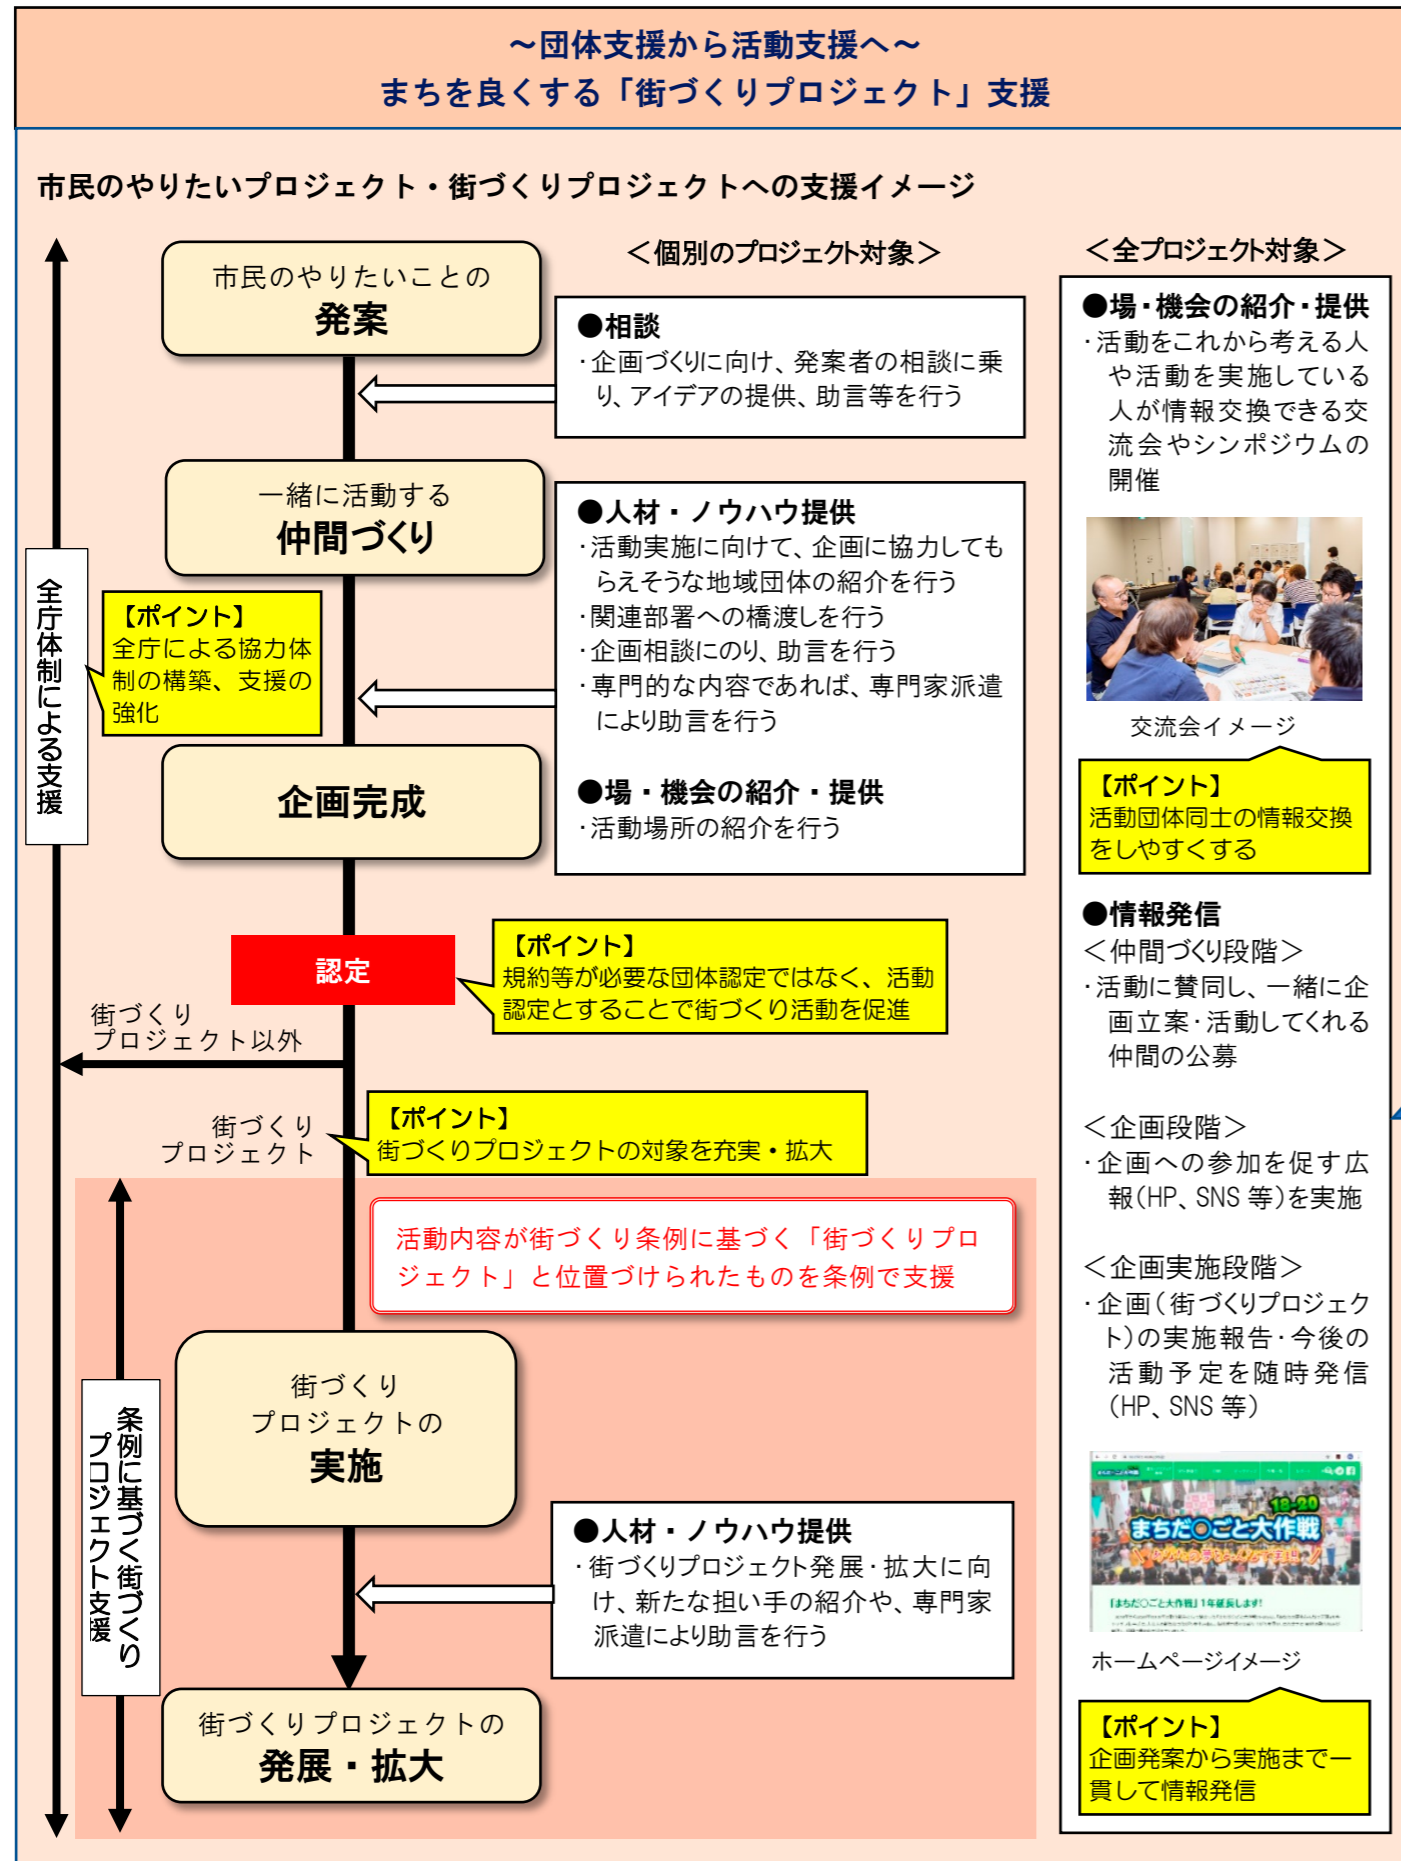 ～団体支援から活動支援へ～
まちを良くする「街づくりプロジェクト」支援
市民のやりたいプロジェクト・街づくりプロジェクトへの支援イメージ
全庁体制による支援
【ポイント】
全庁による協力体
制の構築、支援の
強化
市民のやりたいことの
発案
一緒に活動する
仲間づくり
企画完成
認定
街づくり
プロジェクト以外
街づくり
プロジェクト
＜個別のプロジェクト対象＞
●相談
・企画づくりに向け、発案者の相談に乗
り、アイデアの提供、助言等を行う
●人材・ノウハウ提供
・活動実施に向けて、企画に協力しても
らえそうな地域団体の紹介を行う
・関連部署への橋渡しを行う
・企画相談にのり、助言を行う
・専門的な内容であれば、専門家派遣
により助言を行う
●場・機会の紹介・提供
・活動場所の紹介を行う
【ポイント】
規約等が必要な団体認定ではなく、活動
認定とすることで街づくり活動を促進
【ポイント】
街づくりプロジェクトの対象を充実・拡大
活動内容が街づくり条例に基づく「街づくりプロ
ジェクト」と位置づけられたものを条例で支援
条例に基づく街づくり
プロジェクト支援
街づくり
プロジェクトの
実施
●人材・ノウハウ提供
・街づくりプロジェクト発展・拡大に向
け、新たな担い手の紹介や、専門家
派遣により助言を行う
街づくりプロジェクトの
発展・拡大
＜全プロジェクト対象＞
●場・機会の紹介・提供
・活動をこれから考える人
や活動を実施している
人が情報交換できる交
流会やシンポジウムの
開催
交流会イメージ
【ポイント】
活動団体同士の情報交換
をしやすくする
●情報発信
＜仲間づくり段階＞
・活動に賛同し、一緒に企
画立案・活動してくれる
仲間の公募
＜企画段階＞
・企画への参加を促す広
報（HP、SNS 等）を実施
＜企画実施段階＞
・企画（街づくりプロジェク
ト）の実施報告・今後の
活動予定を随時発信
（HP、SNS 等）
18-20
まちだ○ごと大作戦
「まちだ○ごと大作戦」1年延長します!
ホームページイメージ
【ポイント】
企画発案から実施まで一
貫して情報発信